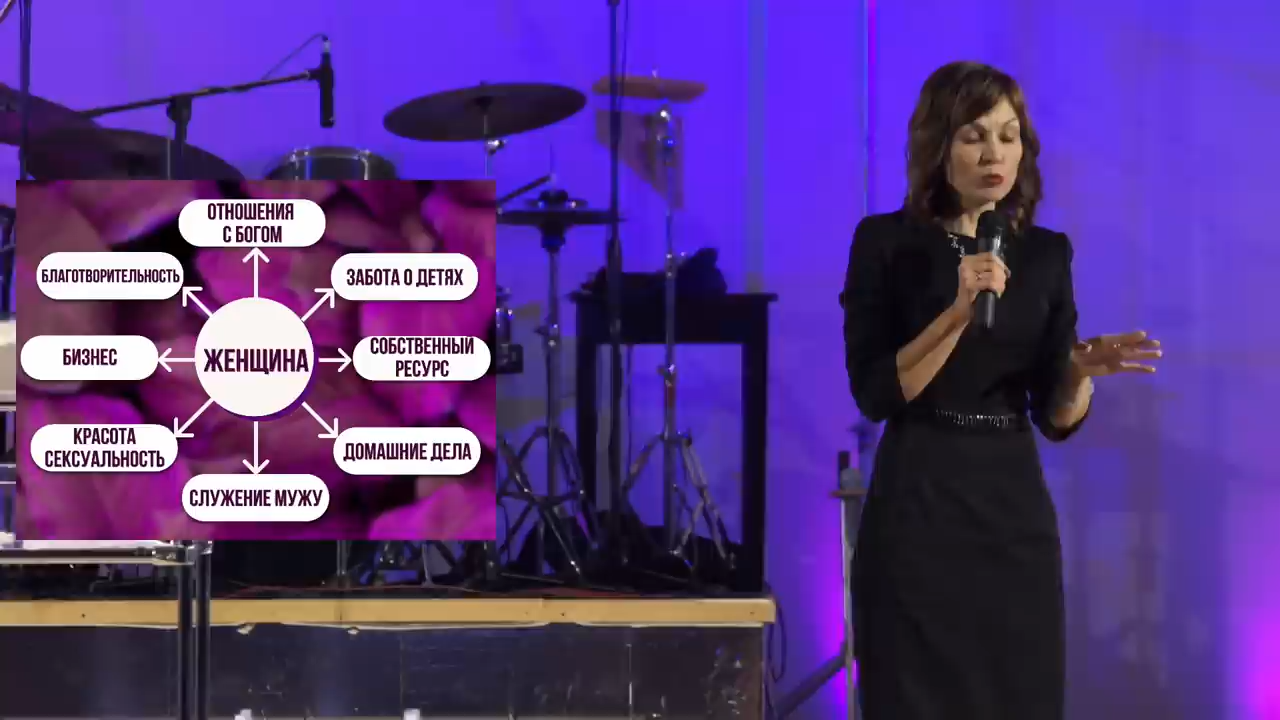 ОТНОШЕНИЯ
С БОГОМ
БЛАГОТВОРИТЕЛЬНОСТЬ
ЗАБОТА О ДЕТЯХ
БИЗНЕС
ЖЕНЩИНА
СОБСТВЕННЫЙ
РЕСУРС
КРАСОТА
СЕКСУАЛЬНОСТЬ
ДОМАШНИЕ ДЕЛА
СЛУЖЕНИЕ МУЖУ